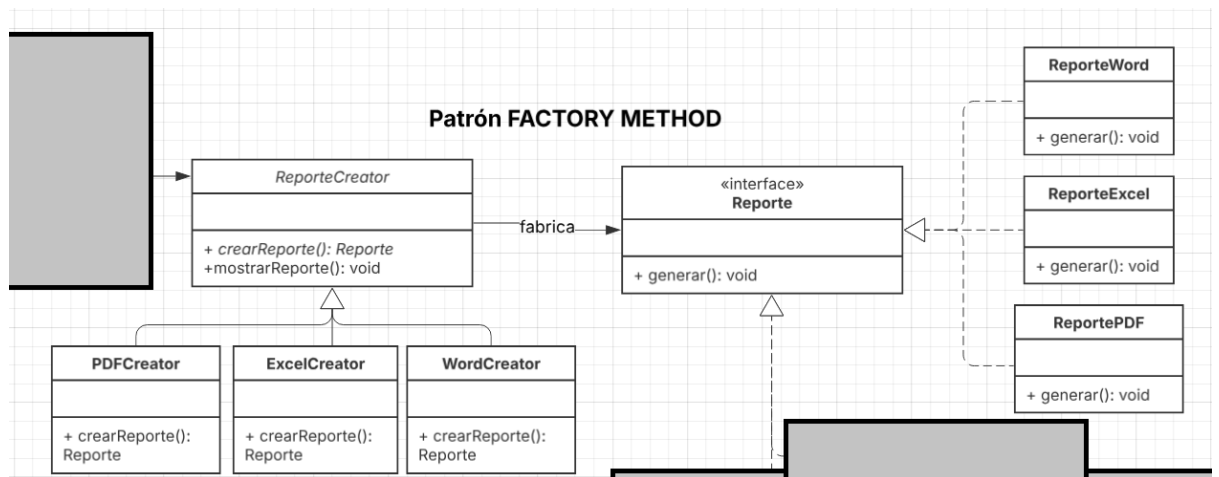 Patrón FACTORY METHOD
ReporteCreator
+ crearReporte(): Reporte
+mostrarReporte(): void
fabrica
«interface»
Reporte
+ generar(): void
ReporteWord
+ generar(): void
ReporteExcel
+ generar(): void
ReportePDF
+ generar(): void
PDFCreator
+ crearReporte():
Reporte
ExcelCreator
+ crearReporte():
Reporte
WordCreator
+ crearReporte():
Reporte